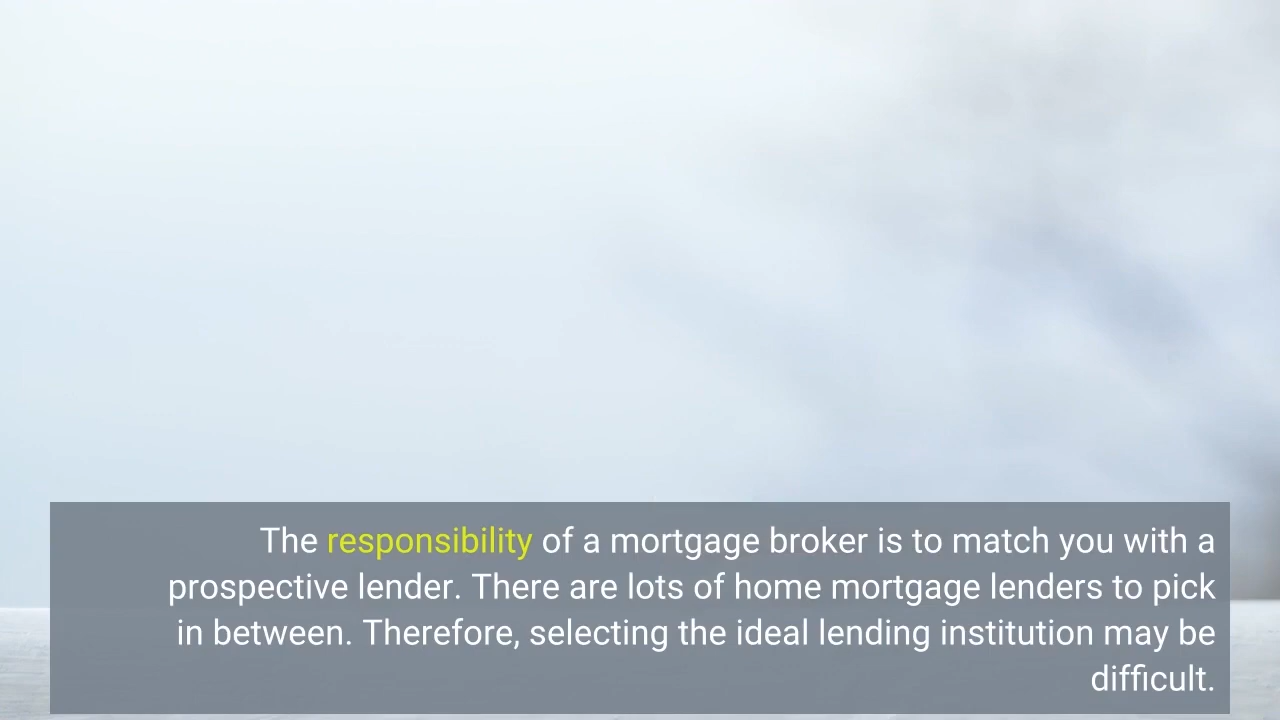 The responsibility of a mortgage broker is to match you with a
prospective lender. There are lots of home mortgage lenders to pick
in between. Therefore, selecting the ideal lending institution may be
difficult.